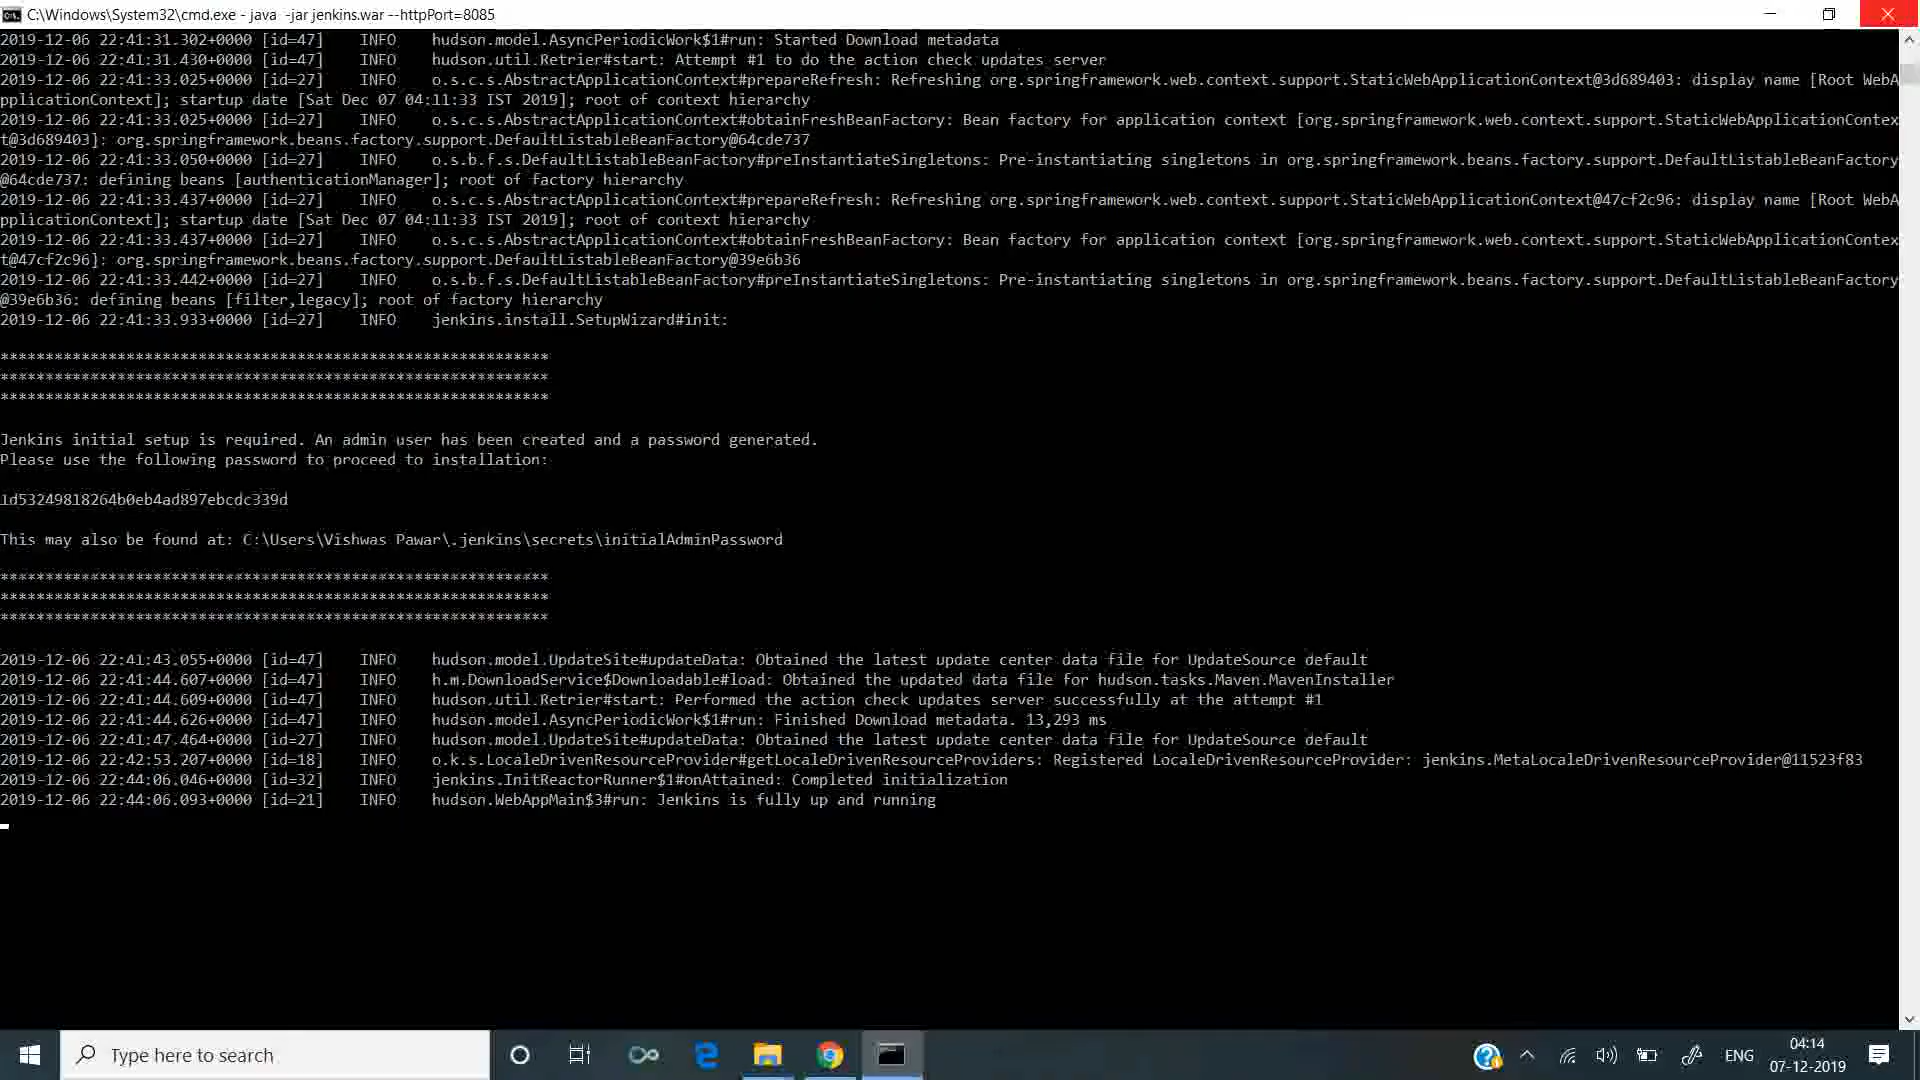 C:\Windows\System32\cmd.exe - java  -jar jenkins.war --httpPort=8085
2019-12-06 22:41:31.302+0000 [id=47]    INFO    hudson.model.AsyncPeriodicWork$1#run: Started Download metadata
2019-12-06 22:41:31.430+0000 [id=47]    INFO    hudson.util.Retrier#start: Attempt #1 to do the action check updates server
2019-12-06 22:41:33.025+0000 [id=27]    INFO    o.s.c.s.AbstractApplicationContext#prepareRefresh: Refreshing org.springframework.web.context.support.StaticWebApplicationContext@3d689403: display name [Root WebA
pplicationContext]; startup date [Sat Dec 07 04:11:33 IST 2019]; root of context hierarchy
2019-12-06 22:41:33.025+0000 [id=27]    INFO    o.s.c.s.AbstractApplicationContext#obtainFreshBeanFactory: Bean factory for application context [org.springframework.web.context.support.StaticWebApplicationContex
t@3d689403]: org.springframework.beans.factory.support.DefaultListableBeanFactory@64cde737
2019-12-06 22:41:33.050+0000 [id=27]    INFO    o.s.b.f.s.DefaultListableBeanFactory#preInstantiateSingletons: Pre-instantiating singletons in org.springframework.beans.factory.support.DefaultListableBeanFactory
@64cde737: defining beans [authenticationManager]; root of factory hierarchy
2019-12-06 22:41:33.437+0000 [id=27]    INFO    o.s.c.s.AbstractApplicationContext#prepareRefresh: Refreshing org.springframework.web.context.support.StaticWebApplicationContext@47cf2c96: display name [Root WebA
pplicationContext]; startup date [Sat Dec 07 04:11:33 IST 2019]; root of context hierarchy
2019-12-06 22:41:33.437+0000 [id=27]    INFO    o.s.c.s.AbstractApplicationContext#obtainFreshBeanFactory: Bean factory for application context [org.springframework.web.context.support.StaticWebApplicationContex
t@47cf2c96]: org.springframework.beans.factory.support.DefaultListableBeanFactory@39e6b36
2019-12-06 22:41:33.442+0000 [id=27]    INFO    o.s.b.f.s.DefaultListableBeanFactory#preInstantiateSingletons: Pre-instantiating singletons in org.springframework.beans.factory.support.DefaultListableBeanFactory
@39e6b36: defining beans [filter,legacy]; root of factory hierarchy
2019-12-06 22:41:33.933+0000 [id=27]    INFO    jenkins.install.SetupWizard#init:
*************************************************************
*************************************************************
*************************************************************
Jenkins initial setup is required. An admin user has been created and a password generated.
Please use the following password to proceed to installation:
1d53249818264b0eb4ad897ebcdc339d
This may also be found at: C:\Users\Vishwas Pawar\.jenkins\secrets\initialAdminPassword
*************************************************************
*************************************************************
*************************************************************
2019-12-06 22:41:43.055+0000 [id=47]    INFO    hudson.model.UpdateSite#updateData: Obtained the latest update center data file for UpdateSource default
2019-12-06 22:41:44.607+0000 [id=47]    INFO    h.m.DownloadService$Downloadable#load: Obtained the updated data file for hudson.tasks.Maven.MavenInstaller
2019-12-06 22:41:44.609+0000 [id=47]    INFO    hudson.util.Retrier#start: Performed the action check updates server successfully at the attempt #1
2019-12-06 22:41:44.626+0000 [id=47]    INFO    hudson.model.AsyncPeriodicWork$1#run: Finished Download metadata. 13,293 ms
2019-12-06 22:41:47.464+0000 [id=27]    INFO    hudson.model.UpdateSite#updateData: Obtained the latest update center data file for UpdateSource default
2019-12-06 22:42:53.207+0000 [id=18]    INFO    o.k.s.LocaleDrivenResourceProvider#getLocaleDrivenResourceProviders: Registered LocaleDrivenResourceProvider: jenkins.MetaLocaleDrivenResourceProvider@11523f83
2019-12-06 22:44:06.046+0000 [id=32]    INFO    jenkins.InitReactorRunner$1#onAttained: Completed initialization
2019-12-06 22:44:06.093+0000 [id=21]    INFO    hudson.WebAppMain$3#run: Jenkins is fully up and running
Type here to search
ENG
04:14
07-12-2019